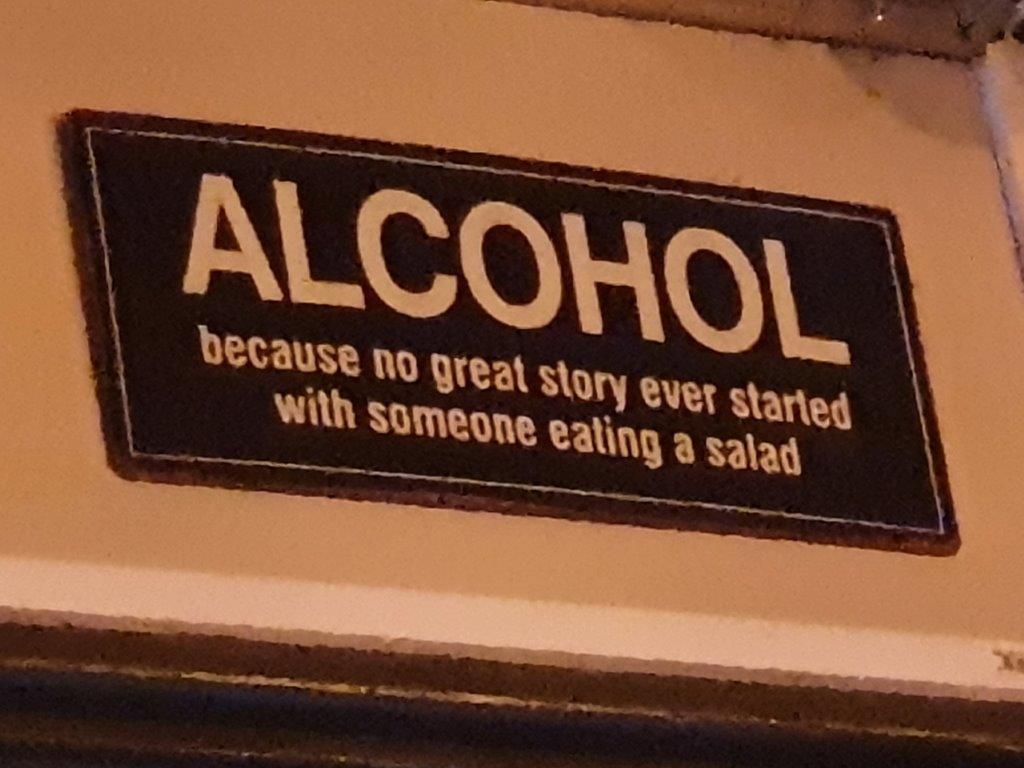 ALCOHOL
because no great story ever started
with someone eating a salad